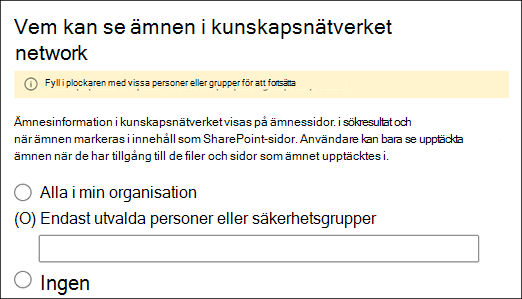 Vem kan se ämnen i kunskapsnätverket
network
Fyll i plockaren med vissa personer eller grupper för att fortsätta
Ämnesinformation i kunskapsnätverket visas på ämnessidor. i sökresultat och
när ämnen markeras i innehåll som SharePoint-sidor. Användare kan bara se upptäckta
ämnen när de har tillgång till de filer och sidor som ämnet upptäcktes i.
Alla i min organisation
(O) Endast utvalda personer eller säkerhetsgrupper
Ingen